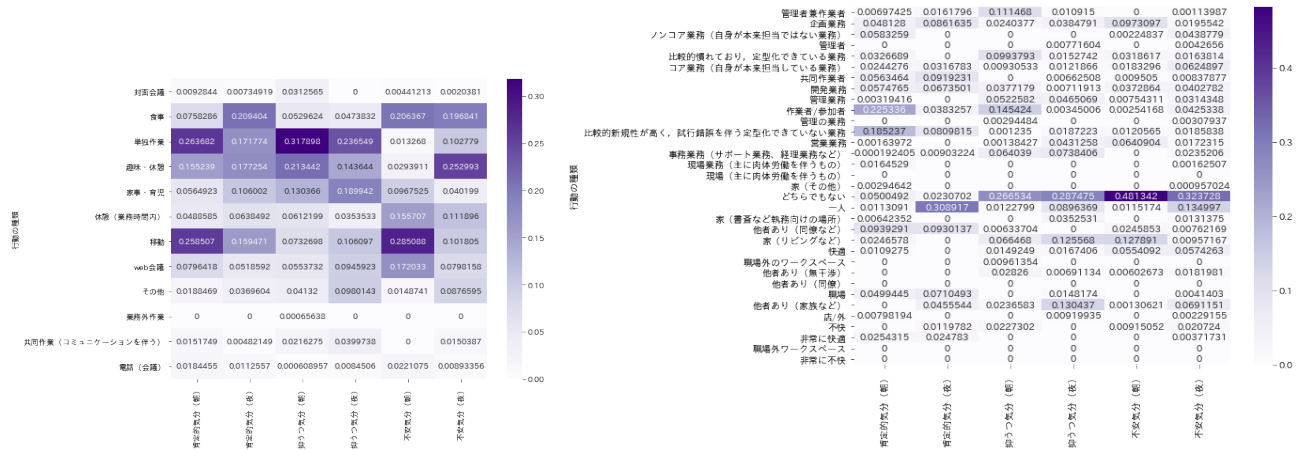 行動の種類
対面会議 0.0092844 0.00734919 0.0312565 0 0.00441213 0.0020381
食事 0.0758286 0.209404 0.0529624 0.0473832 0.206367 0.196841
単独作業 0.263682 0.171774 0.317898 0.236549 0.013268 0.102779
趣味・休憩 0.155239 0.177254 0.213442 0.143644 0.0293911 0.252993
家事・育児 0.0564923 0.106002 0.130366 0.189942 0.0967525 0.040199
休憩（業務時間内） 0.0488585 0.0638492 0.0612199 0.0353533 0.155707 0.111896
移動 0.258507 0.159471 0.0732698 0.106097 0.285088 0.101805
web会議 0.0796418 0.0518592 0.0553732 0.0945923 0.172033 0.0798158
その他 0.0188469 0.0369604 0.04132 0.0980143 0.0148741 0.0876595
業務外作業 0 0 0.00065638 0 0 0
共同作業（コミュニケーションを伴う） 0.0151749 0.00482149 0.0216275 0.0399738 0 0.0150387
電話（会議） 0.0184455 0.0112557 0.000608957 0.0084506 0.0221075 0.00893356
肯定的気分（朝） 肯定的気分（夜） 抑うつ気分（朝） 抑うつ気分（夜） 不安気分（朝） 不安気分（夜）
0.30
0.25
0.20
0.15
0.10
0.05
0.00
行動の種類
管理者兼作業者 0.00697425 0.0161796 0.111468 0.010915 0 0.00113987
企画業務 0.048128 0.0861635 0.0240377 0.0384791 0.0973097 0.0195542
ノンコア業務（自身が本来担当ではない業務） 0.0583259 0 0 0 0.00224837 0.0438779
管理者 0 0 0 0.00771604 0 0.0042656
比較的慣れており，定型化できている業務 0.0326689 0 0.0993793 0.0152742 0.0318617 0.0163814
コア業務（自身が本来担当している業務） 0.0244276 0.0316783 0.00930533 0.0121866 0.0183296 0.0624897
共同作業者 0.0563464 0.0919231 0 0.00662508 0.009505 0.00837877
開発業務 0.0574265 0.0673501 0.0377179 0.00711913 0.0372864 0.0402782
管理業務 0.00319416 0 0.0522582 0.0465069 0.00754311 0.0314348
作業者/参加者 0.225336 0.0383257 0.145424 0.00345006 0.00254168 0.0425338
管理の業務 0 0 0.00294484 0 0 0.00307937
比較的新規性が高く，試行錯誤を伴う定型化できていない業務 0.185237 0.0809815 0.001235 0.0187223 0.0120565 0.0185838
営業業務 0.00163972 0 0.00138427 0.0431258 0.0640904 0.0172315
事務業務（サポート業務、経理業務など） 0.000192405 0.00903224 0.064039 0.0738406 0 0.0235206
現場業務（主に肉体労働を伴うもの） 0.0164529 0 0 0 0 0.00162507
現場（主に肉体労働を伴うもの） 0 0 0 0 0 0
家（その他） 0.00294642 0 0 0 0 0.000957024
どちらでもない 0.0500492 0.0230702 0.266534 0.287475 0.481342 0.323728
一人 0.0113091 0.308917 0.0122799 0.0896369 0.0115174 0.134997
家（書斎など執務向けの場所） 0.00642352 0 0 0.0352531 0 0.0131375
他者あり（同僚など） 0.0939291 0.0930137 0.00633704 0 0.0245853 0.00762169
家（リビングなど） 0.0246578 0 0.066468 0.125568 0.127891 0.00957167
快適 0.0109275 0 0.0149249 0.0167406 0.0554092 0.0574263
職場外のワークスペース 0 0 0.00961354 0 0 0
他者あり（無干渉） 0 0 0.02826 0.00691134 0.00602673 0.0181981
他者あり（同僚） 0 0 0 0 0 0
職場 0.0499445 0.0710493 0 0.0148174 0 0.0041403
他者あり（家族など） 0 0.0455544 0.0236583 0.130437 0.00130621 0.0691151
店/外 0.00798194 0 0 0.00919935 0 0.00229155
不快 0 0.0119782 0.0227302 0 0.00915052 0.020724
非常に快適 0.0254315 0.024783 0 0 0 0.00371731
職場外ワークスペース 0 0 0 0 0 0
非常に不快 0 0 0 0 0 0
肯定的気分（朝） 肯定的気分（夜） 抑うつ気分（朝） 抑うつ気分（夜） 不安気分（朝） 不安気分（夜）
0.4
0.3
0.2
0.1
0.0